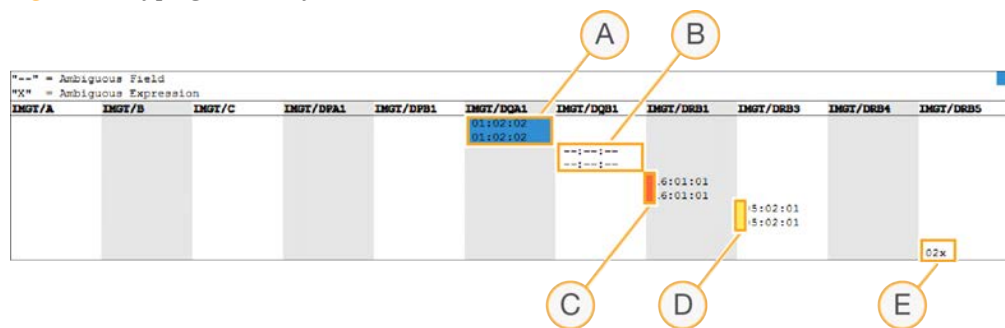 A B
"--" = Ambiguous Field
"X" = Ambiguous Expression
IMGT/A IMGT/B IMGT/C IMGT/DPA1 IMGT/DPB1 IMGT/DQA1 IMGT/DQB1 IMGT/DRB1 IMGT/DRB3 IMGT/DRB4 IMGT/DRB5
01:02:02
01:02:02
--:--:--
--:--:--
6:01:01
6:01:01
5:02:01
5:02:01
02x
C D E